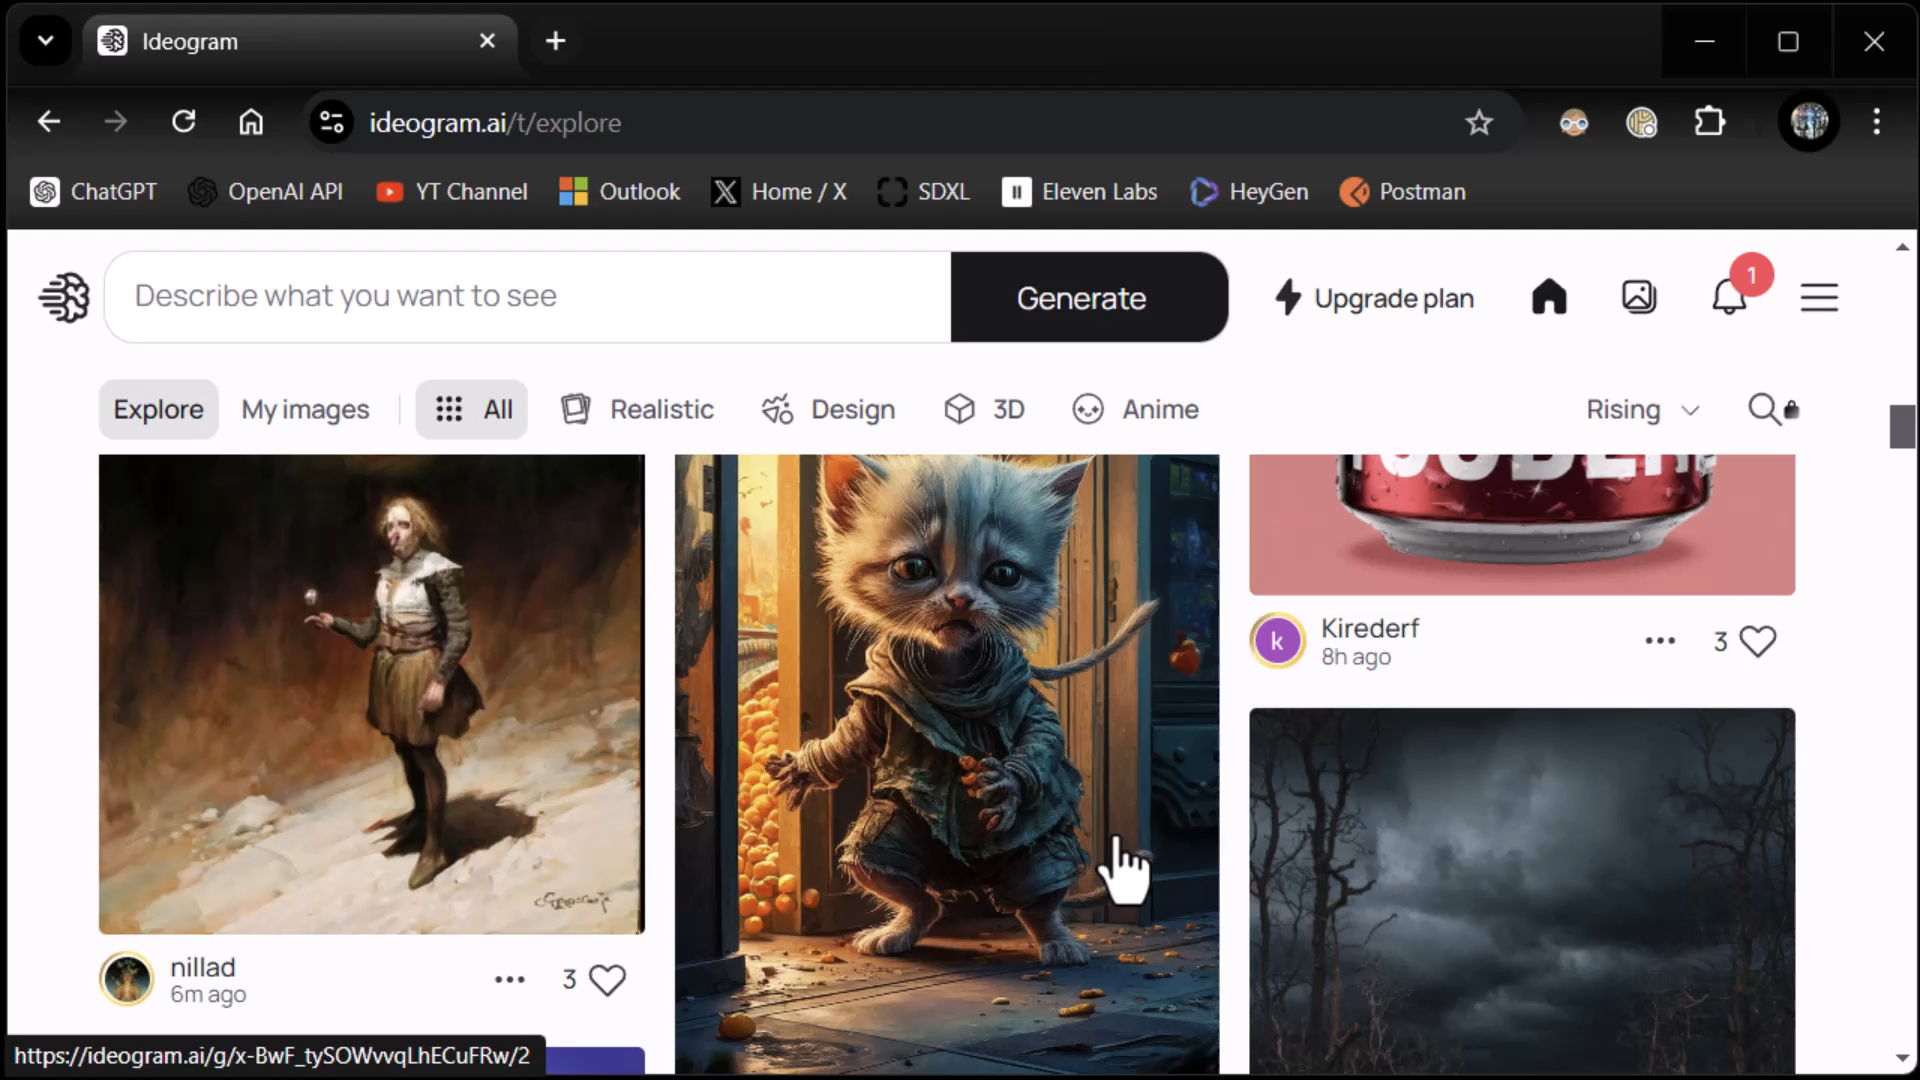 Ideogram
ideogram.ai/t/explore
ChatGPT
OpenAI API
YT Channel
Outlook
Home / X
SDXL
Eleven Labs
HeyGen
Postman
Describe what you want to see
Generate
Upgrade plan
1
Explore
My images
All
Realistic
Design
3D
Anime
Rising
Kirederf
8h ago
3
k
nillad
6m ago
3
https://ideogram.ai/g/x-BwF_tySOWvvqLhECuFRw/2